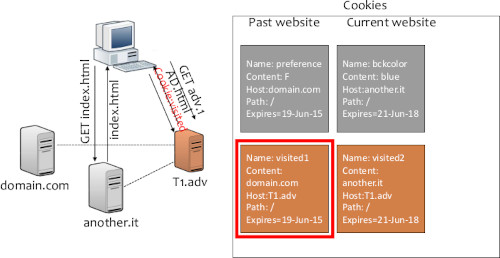 Cookies
Past website
Current website
Name: preference
Content: F
Host:domain.com
Path: /
Expires=19-Jun-15
Name: bckcolor
Content: blue
Host:another.it
Path: /
Expires=21-Jun-18
Name: visited1
Content:
domain.com
Host:T1.adv
Path: /
Expires=19-Jun-15
Name: visited2
Content:
another.it
Host:T1.adv
Path: /
Expires=21-Jun-18
GET index.html
index.html
Cookie:visited
AD.html
GET adv.1
domain.com
another.it
T1.adv